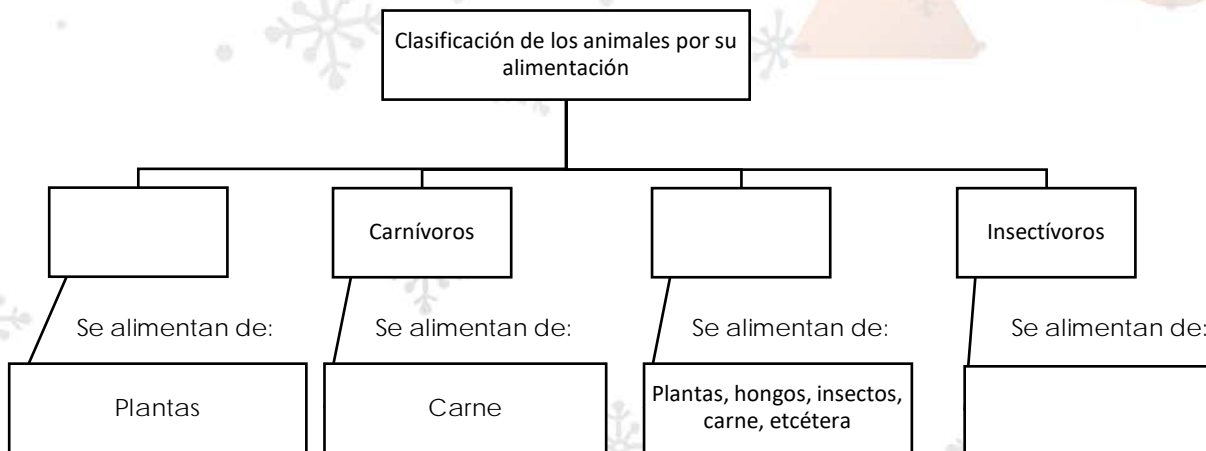 Clasificación de los animales por su
alimentación
Carnívoros
Insectívoros
Se alimentan de:
Se alimentan de:
Se alimentan de:
Se alimentan de:
Plantas
Carne
Plantas, hongos, insectos,
carne, etcétera